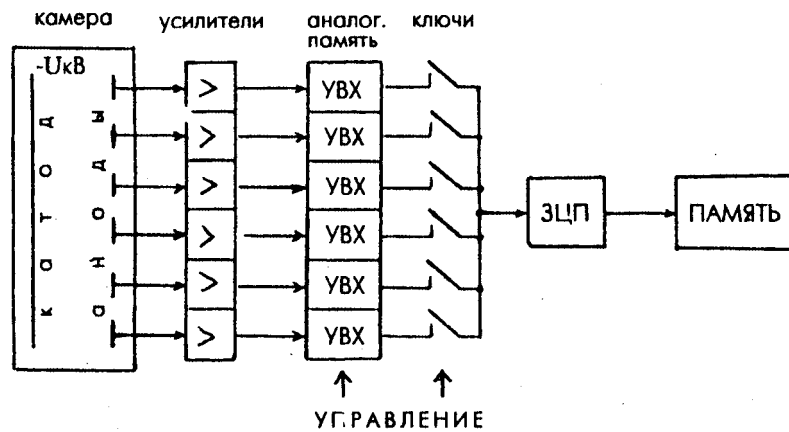 камера усилители аналог. память ключи
-UкВ
катод
аноды
> УВХ
> УВХ
> УВХ
> УВХ
> УВХ
> УВХ
ЗЦП
ПАМЯТЬ
УПРАВЛЕНИЕ